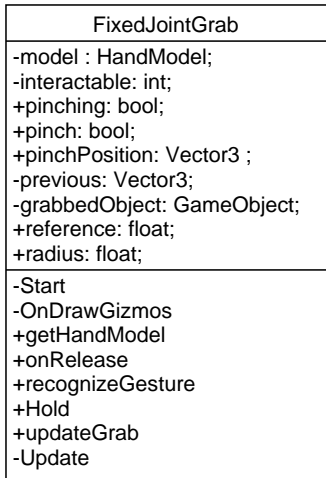 FixedJointGrab
-model : HandModel;
-interactable: int;
+pinching: bool;
+pinch: bool;
+pinchPosition: Vector3 ;
-previous: Vector3;
-grabbedObject: GameObject;
+reference: float;
+radius: float;
-Start
-OnDrawGizmos
+getHandModel
+onRelease
+recognizeGesture
+Hold
+updateGrab
-Update